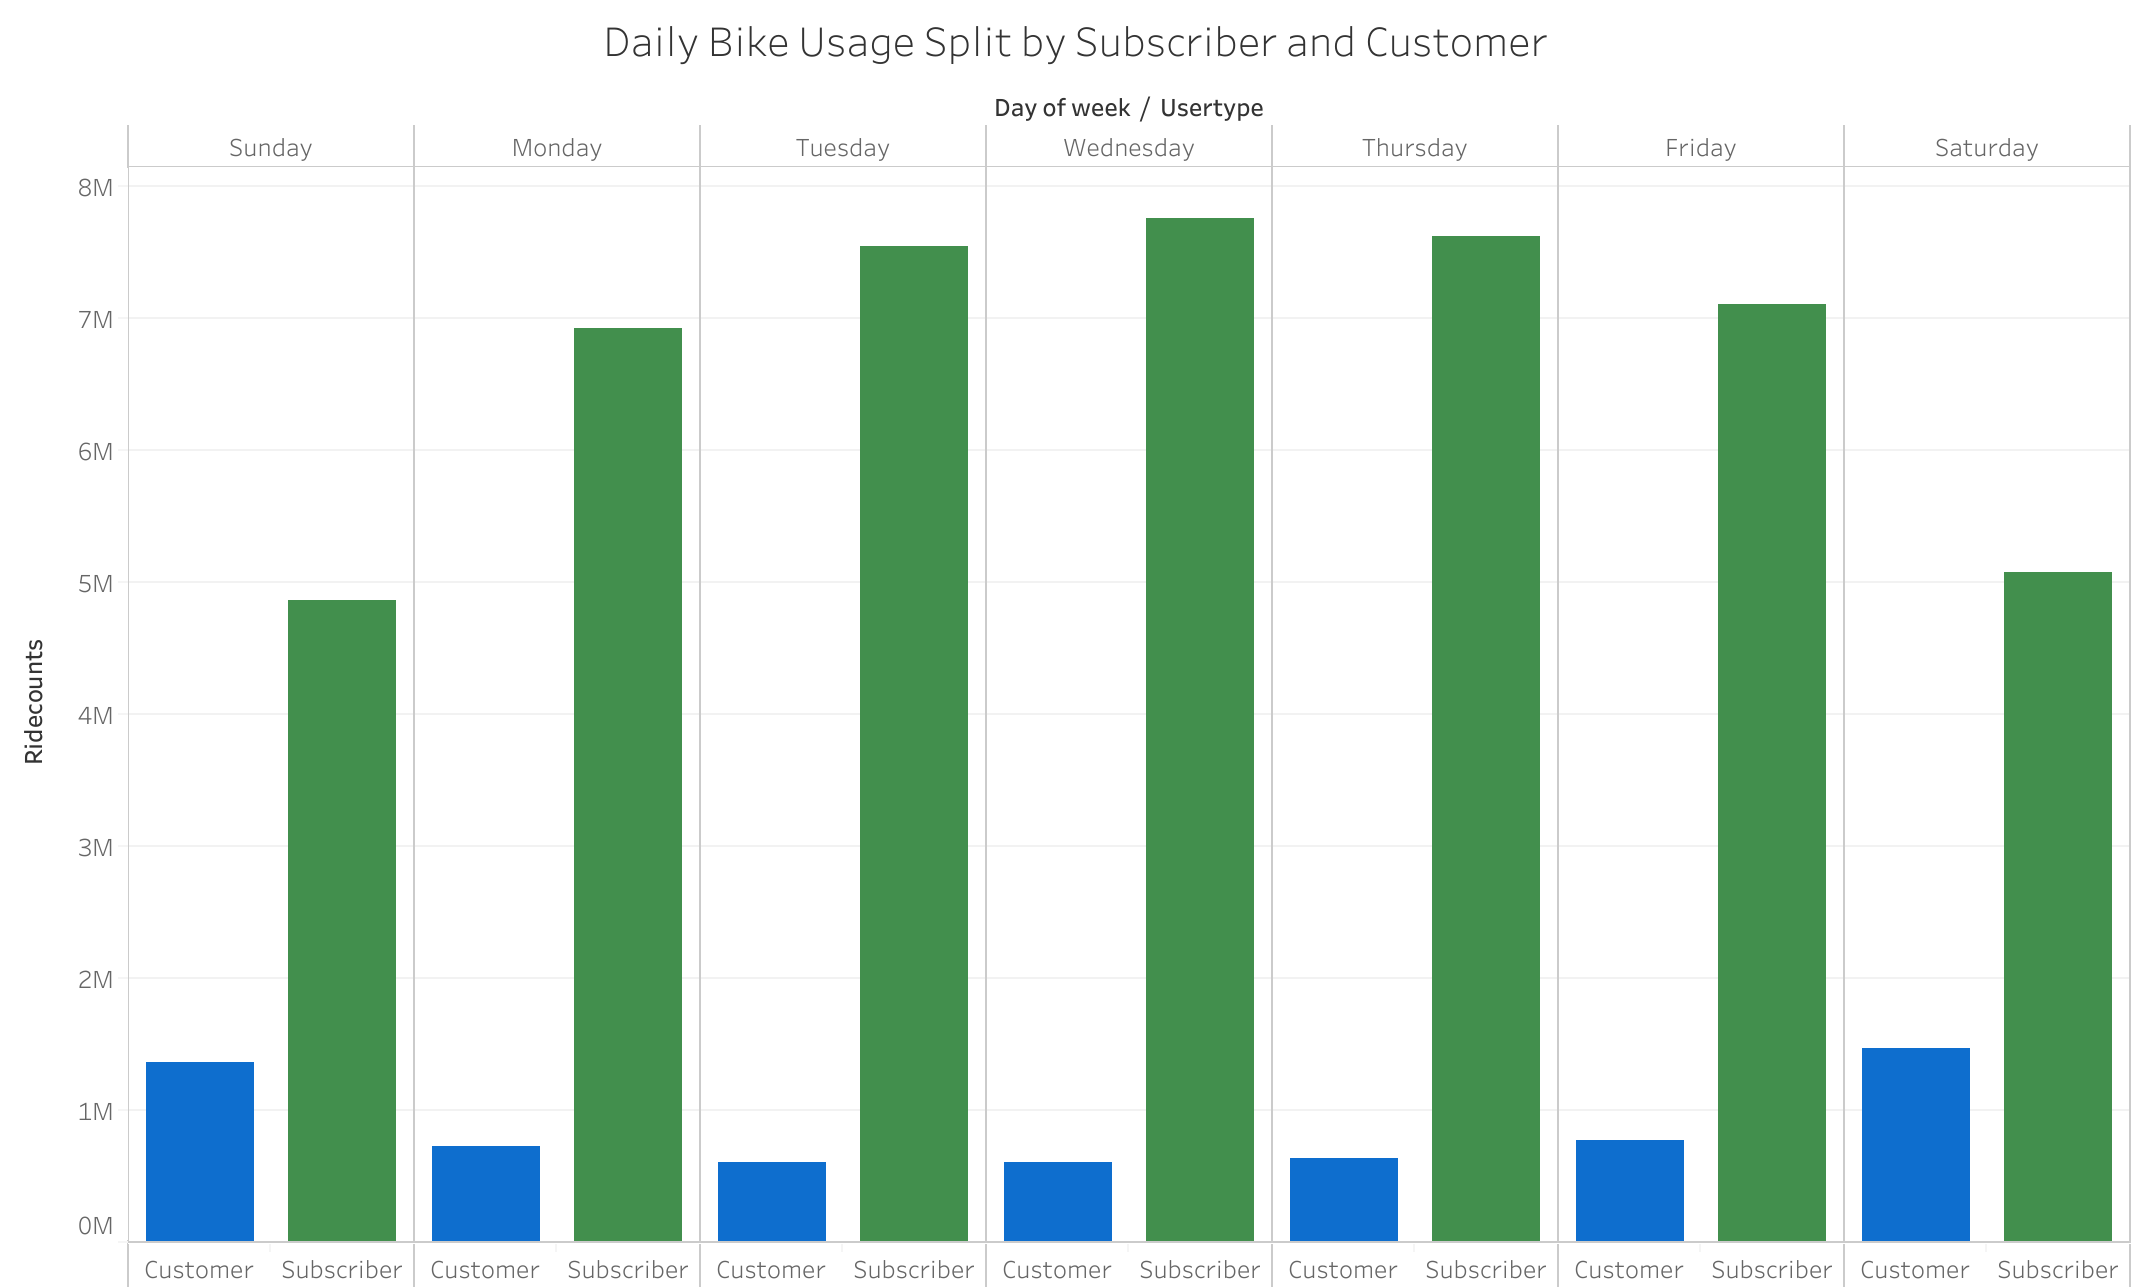 Daily Bike Usage Split by Subscriber and Customer
Day of week / Usertype
Sunday Monday Tuesday Wednesday Thursday Friday Saturday
8M
7M
6M
5M
4M
3M
2M
1M
0M
Ridecounts
Customer Subscriber Customer Subscriber Customer Subscriber Customer Subscriber Customer Subscriber Customer Subscriber Customer Subscriber